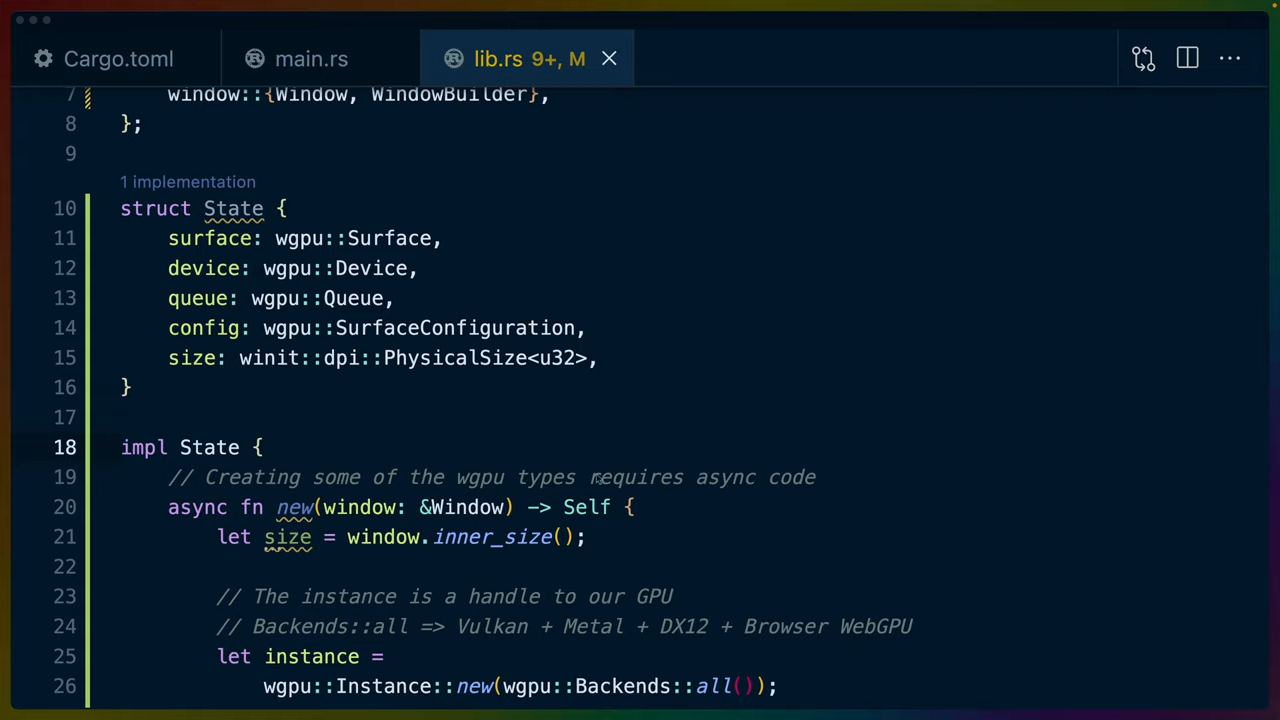 Cargo.toml main.rs lib.rs 9+, M
7 window::{Window, WindowBuilder},
8 };
9
1 implementation
10 struct State {
11 surface: wgpu::Surface,
12 device: wgpu::Device,
13 queue: wgpu::Queue,
14 config: wgpu::SurfaceConfiguration,
15 size: winit::dpi::PhysicalSize<u32>,
16 }
17
18 impl State {
19 // Creating some of the wgpu types requires async code
20 async fn new(window: &Window) -> Self {
21 let size = window.inner_size();
22
23 // The instance is a handle to our GPU
24 // Backends::all => Vulkan + Metal + DX12 + Browser WebGPU
25 let instance =
26 wgpu::Instance::new(wgpu::Backends::all());